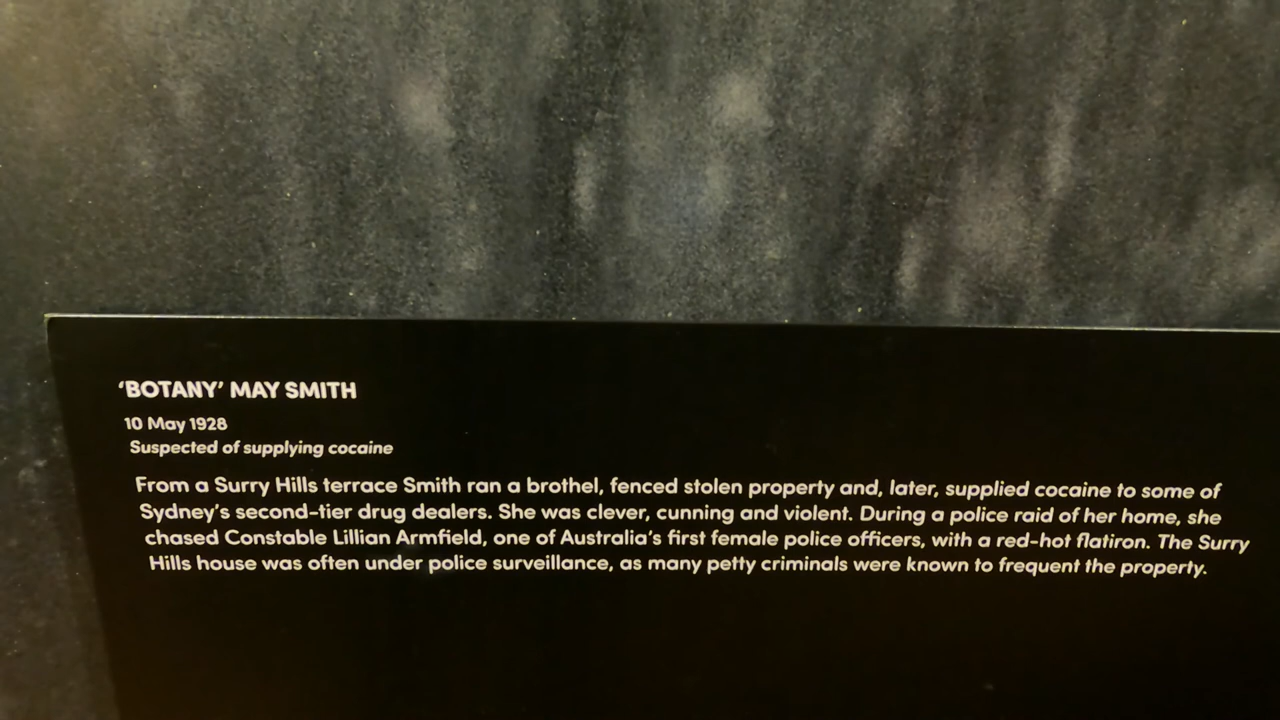 ‘BOTANY’ MAY SMITH
10 May 1928
Suspected of supplying cocaine
From a Surry Hills terrace Smith ran a brothel, fenced stolen property and, later, supplied cocaine to some of
Sydney’s second-tier drug dealers. She was clever, cunning and violent. During a police raid of her home, she
chased Constable Lillian Armfield, one of Australia’s first female police officers, with a red-hot flatiron. The Surry
Hills house was often under police surveillance, as many petty criminals were known to frequent the property.